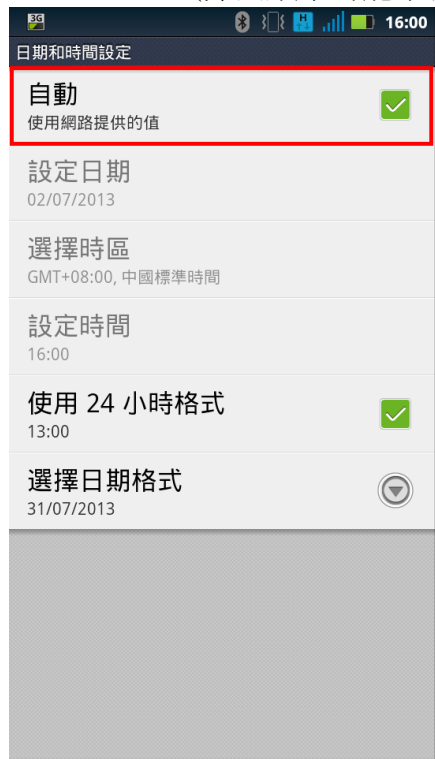 3G
H
16:00
日期和時間設定
自動
使用網路提供的值
設定日期
02/07/2013
選擇時區
GMT+08:00, 中國標準時間
設定時間
16:00
使用 24 小時格式
13:00
選擇日期格式
31/07/2013